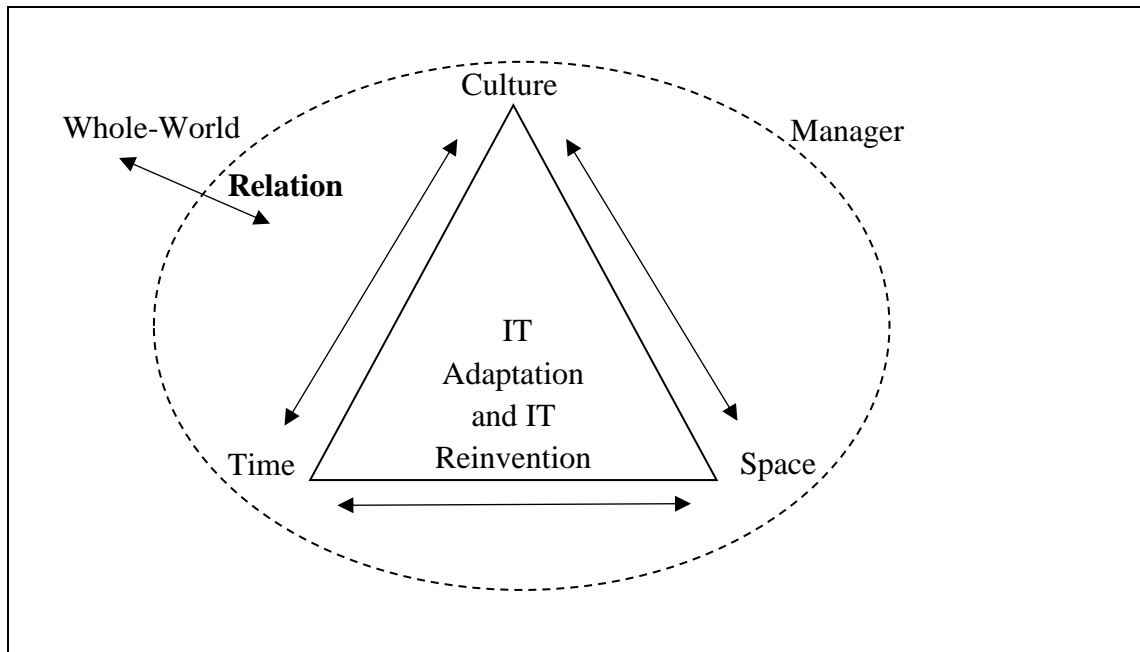 Culture
Whole-World
Manager
Relation
IT
Adaptation
and IT
Reinvention
Time
Space